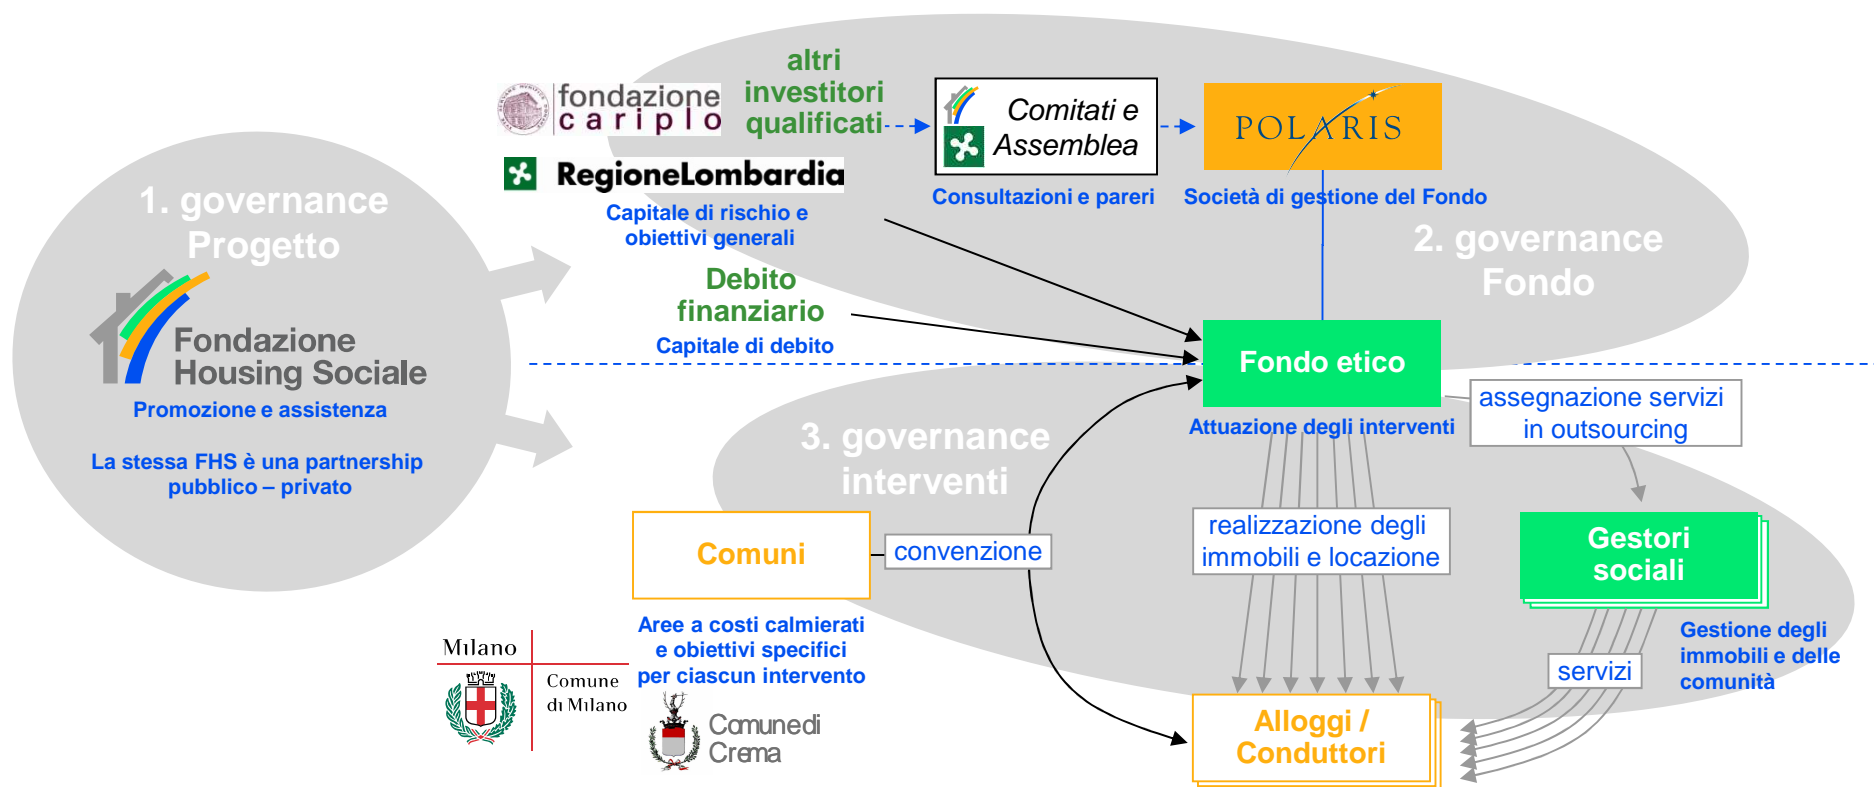 1. governance
Progetto
Fondazione
Housing Sociale
Promozione e assistenza
La stessa FHS è una partnership
pubblico – privato
fondazione
cariplo
altri
investitori
qualificati
Comitati e
Assemblea
POLARIS
RegioneLombardia
Capitale di rischio e
obiettivi generali
Consultazioni e pareri
Società di gestione del Fondo
2. governance
Fondo
Debito
finanziario
Capitale di debito
Fondo etico
Attuazione degli interventi
assegnazione servizi
in outsourcing
3. governance
interventi
Comuni
convenzione
realizzazione degli
immobili e locazione
Gestori
sociali
Aree a costi calmierati
e obiettivi specifici
per ciascun intervento
Gestione degli
immobili e delle
comunità
servizi
Milano
Comune
di Milano
Comune di
Crema
Alloggi /
Conduttori